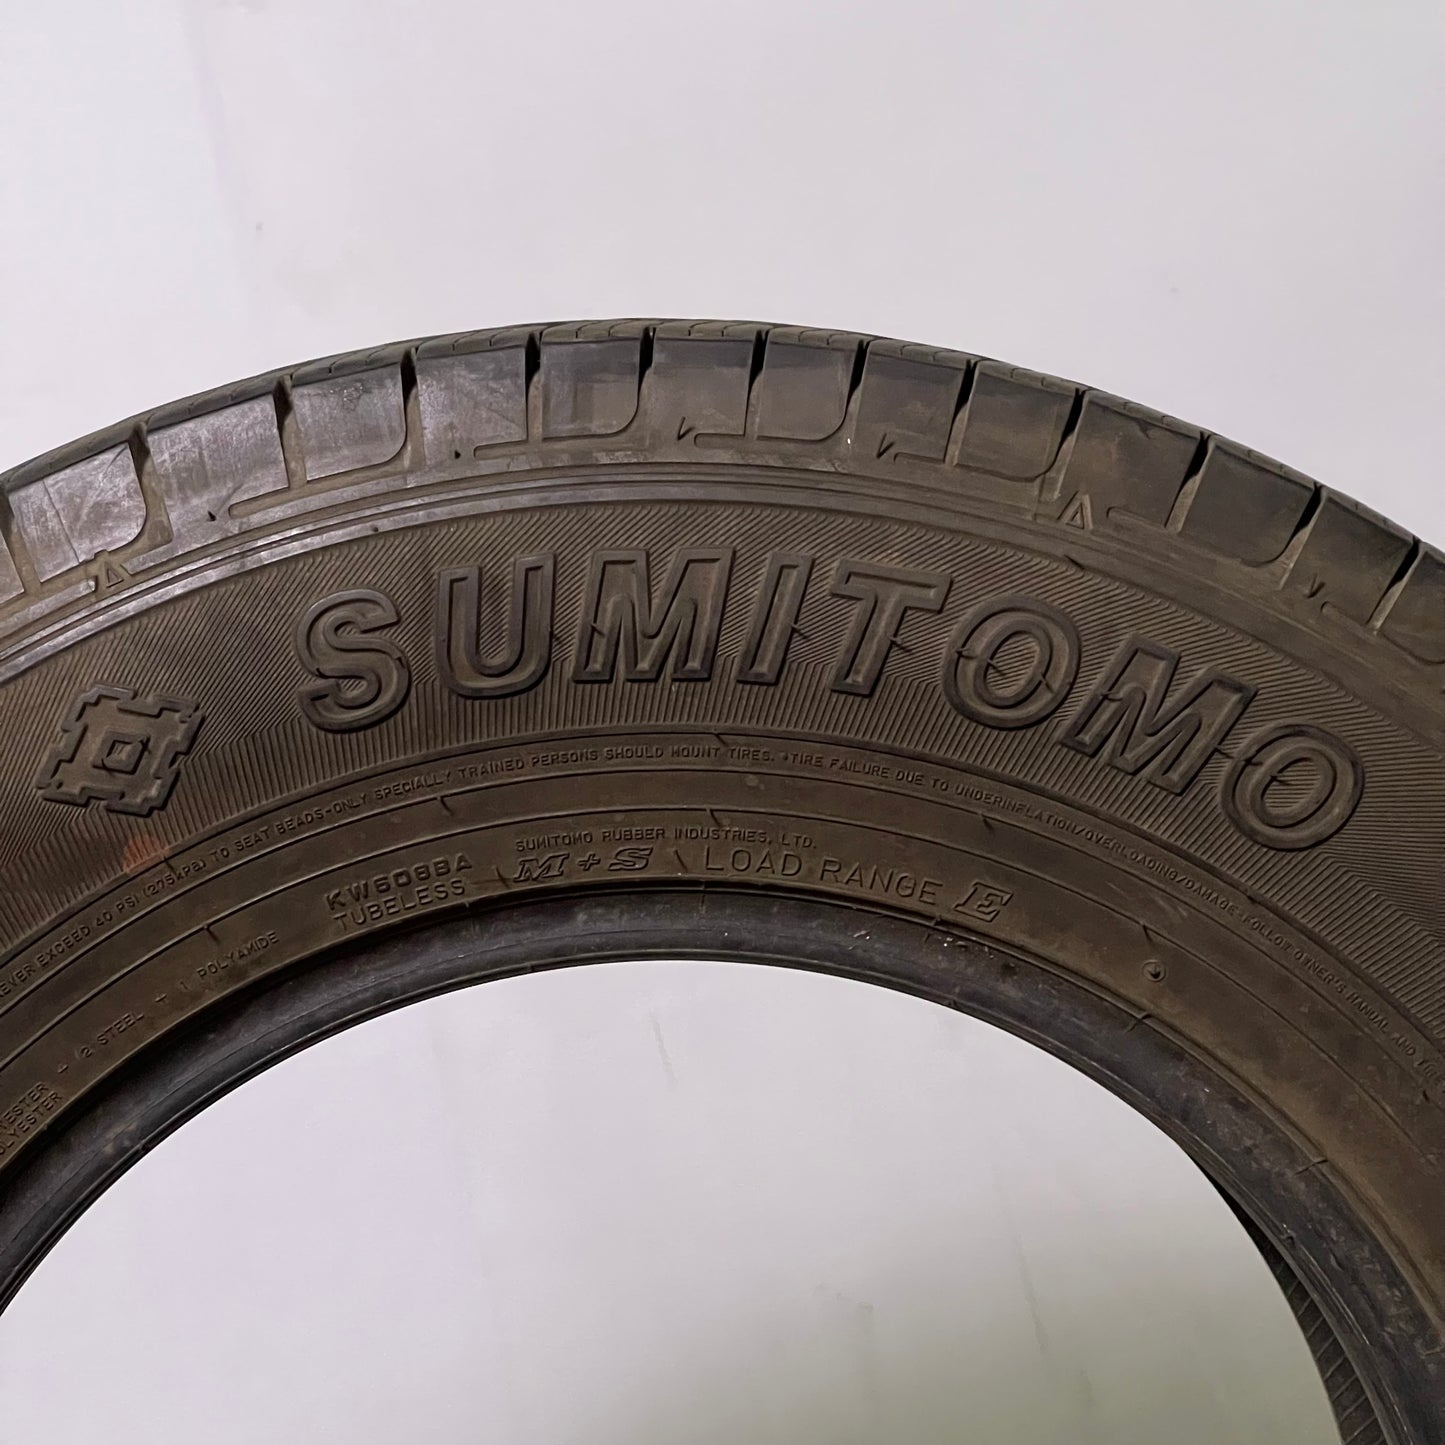 SUMITOMO
NEVER EXCEED 40 PSI (275kPa) TO SEAT BEADS-ONLY SPECIALLY TRAINED PERSONS SHOULD MOUNT TIRES. •TIRE FAILURE DUE TO UNDERINFLATION/OVERLOADING/DAMAGE-FOLLOW OWNER'S MANUAL AND
SUMITOMO RUBBER INDUSTRIES, LTD.
KW608BA M+S LOAD RANGE E
TUBELESS
+ 2 STEEL + 1 POLYAMIDE